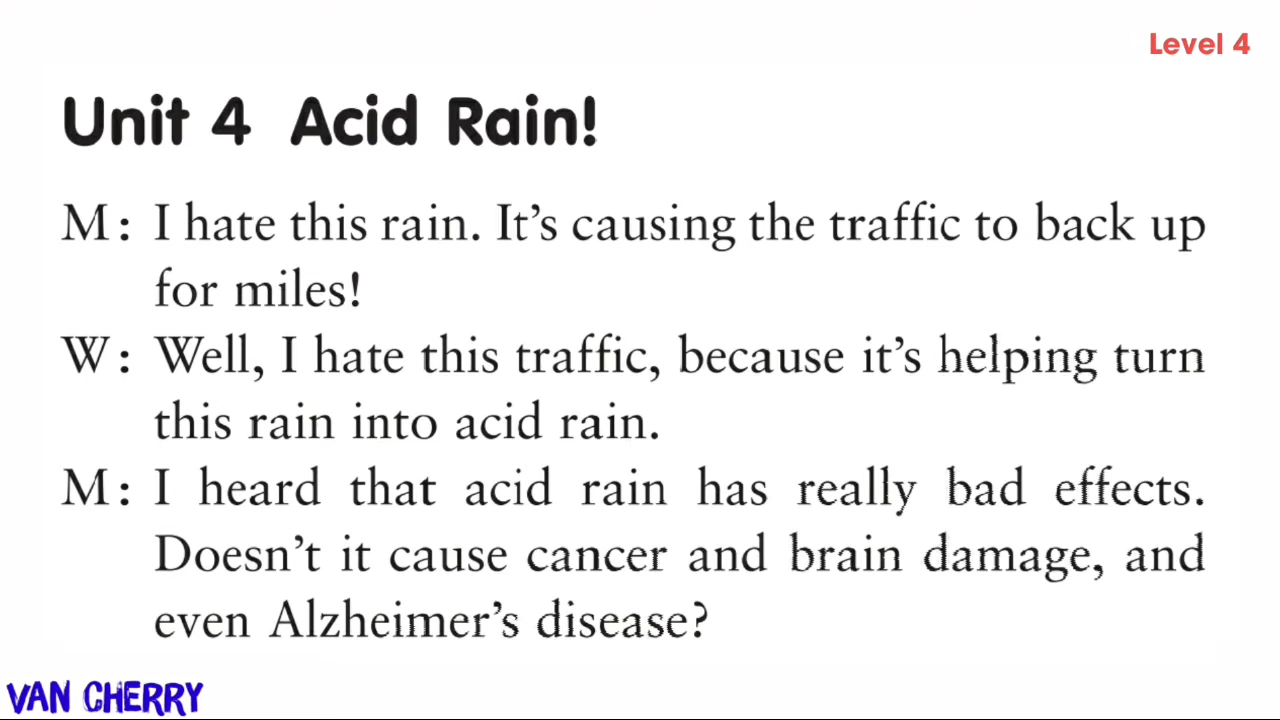 Level 4
Unit 4 Acid Rain!
M: I hate this rain. It's causing the traffic to back up
for miles!
W: Well, I hate this traffic, because it's helping turn
this rain into acid rain.
M: I heard that acid rain has really bad effects.
Doesn't it cause cancer and brain damage, and
even Alzheimer's disease?
VAN CHERRY